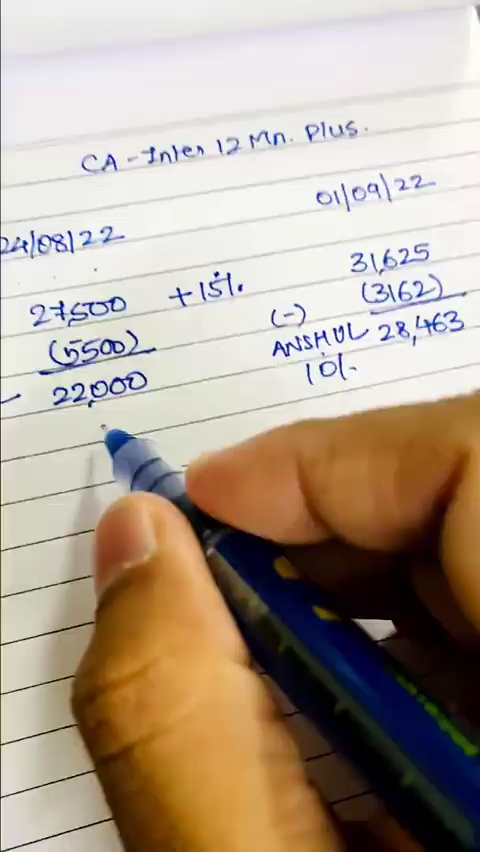 CA-Inter 12 Mn. Plus.
01/09/22
24/08/22
27,500 +15% 31,625
(5500) (-) (3162)
22,000 ANSHUL 28,463
10%